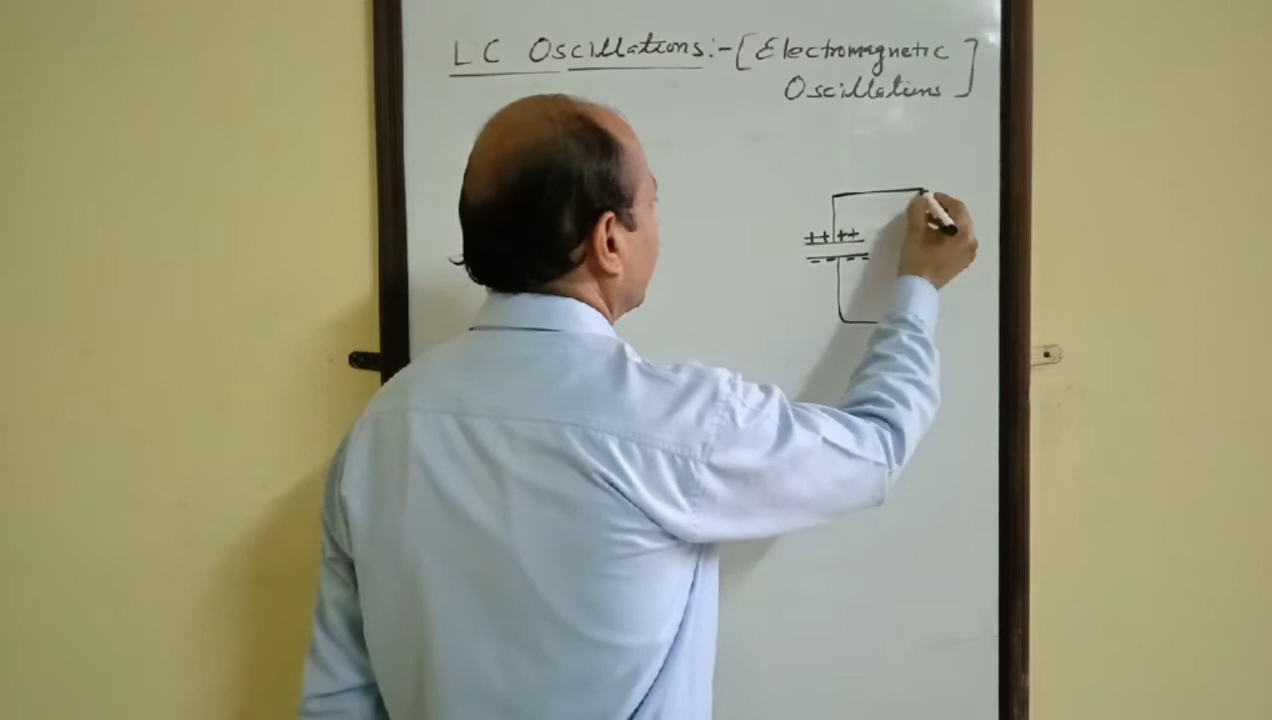 LC Oscillations:-[Electromagnetic
Oscillations]
++ ++
-- --